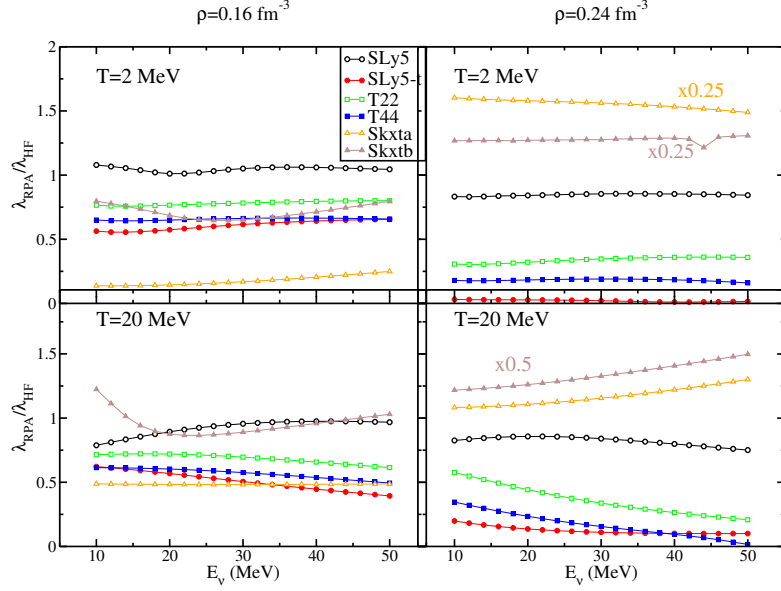 ρ=0.16 fm⁻³ ρ=0.24 fm⁻³
2
T=2 MeV
SLy5
SLy5-t
T22
T44
Skxta
Skxtb
T=2 MeV
x0.25
x0.25
1.5
1
0.5
0
λRPA/λHF
T=20 MeV
T=20 MeV
x0.5
1.5
1
0.5
0
λRPA/λHF
10 20 30 40 50
10 20 30 40 50
Eν (MeV)
Eν (MeV)